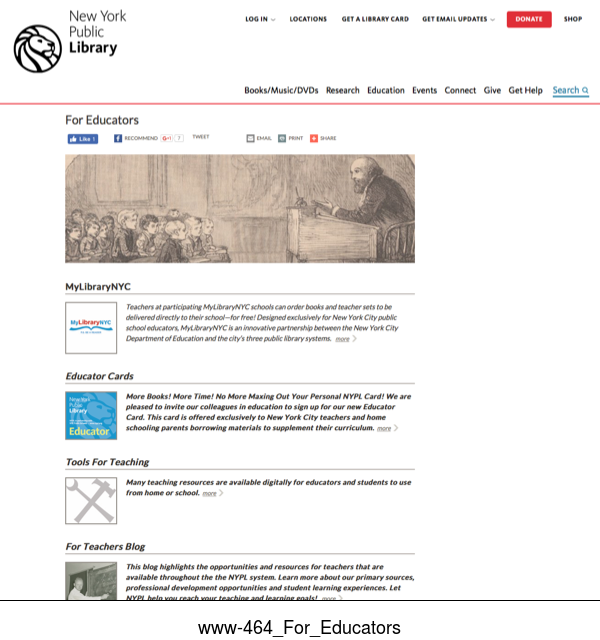 New York
Public
Library
LOG IN
LOCATIONS
GET A LIBRARY CARD
GET EMAIL UPDATES
DONATE
SHOP
Books/Music/DVDs Research Education Events Connect Give Get Help Search
For Educators
Like 1
RECOMMEND
G+1
7
TWEET
EMAIL
PRINT
SHARE
MyLibraryNYC
MyLibraryNYC
Teachers at participating MyLibraryNYC schools can order books and teacher sets to be
delivered directly to their school—for free! Designed exclusively for New York City public
school educators, MyLibraryNYC is an innovative partnership between the New York City
Department of Education and the city's three public library systems. more
Educator Cards
New York
Public
Library
Educator
More Books! More Time! No More Maxing Out Your Personal NYPL Card! We are
pleased to invite our colleagues in education to sign up for our new Educator
Card. This card is offered exclusively to New York City teachers and home
schooling parents borrowing materials to supplement their curriculum. more
Tools For Teaching
Many teaching resources are available digitally for educators and students to use
from home or school. more
For Teachers Blog
This blog highlights the opportunities and resources for teachers that are
available throughout the the NYPL system. Learn more about our primary sources,
professional development opportunities and student learning experiences. Let
NYPL help you reach your teaching and learning goals! more
www-464_For_Educators